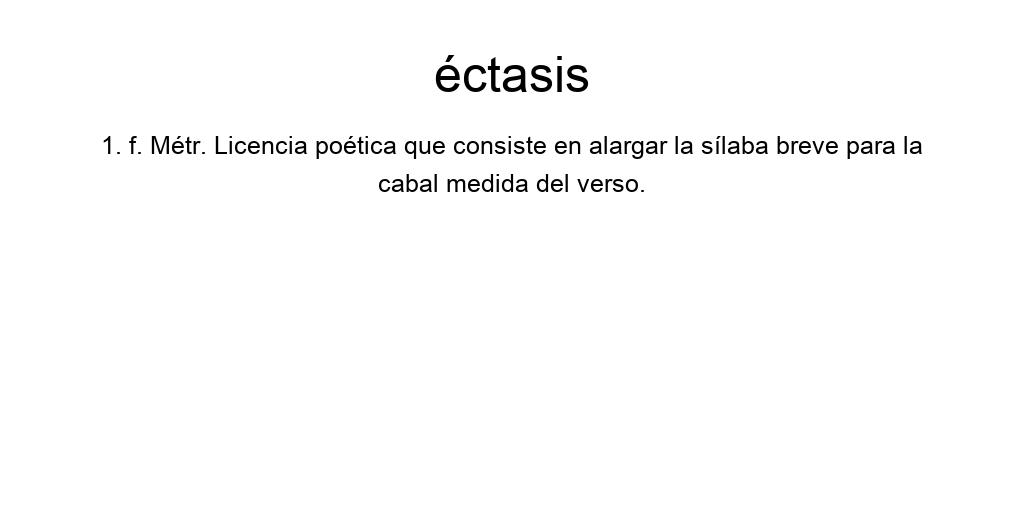 éctasis
1. f. Métr. Licencia poética que consiste en alargar la sílaba breve para la
cabal medida del verso.